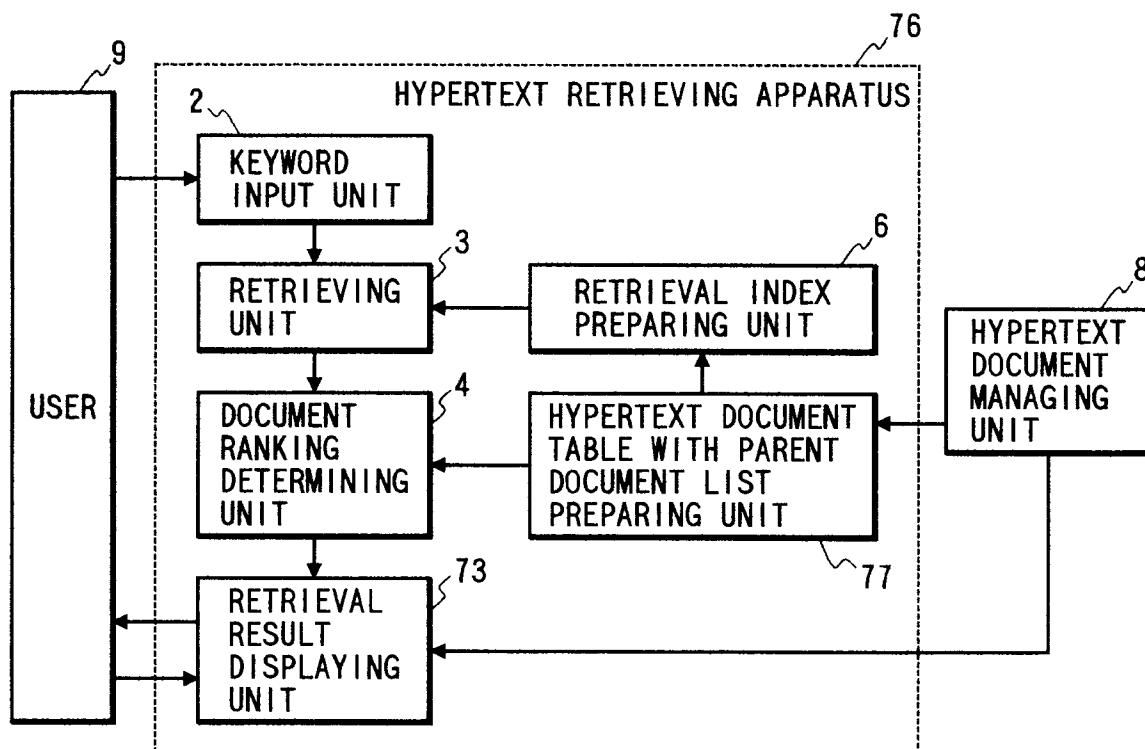 76
9
HYPERTEXT RETRIEVING APPARATUS
2
KEYWORD
INPUT UNIT
3
RETRIEVING
UNIT
6
RETRIEVAL INDEX
PREPARING UNIT
8
HYPERTEXT
DOCUMENT
MANAGING
UNIT
USER
4
DOCUMENT
RANKING
DETERMINING
UNIT
HYPERTEXT DOCUMENT
TABLE WITH PARENT
DOCUMENT LIST
PREPARING UNIT
77
73
RETRIEVAL
RESULT
DISPLAYING
UNIT